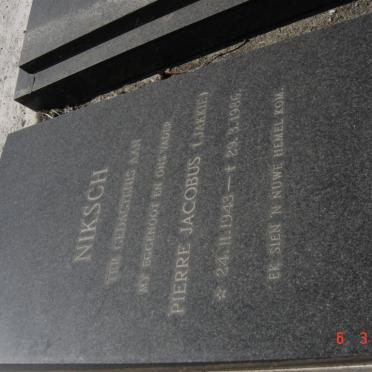 NIKSCH
TER GEDAGTENIS AAN
MY EGGENOOT EN ONS VADER
PIERRE JACOBUS (JAKKIE)
☆ 24.11.1943 — † 29.3.1986.
EK SIEN 'N NUWE HEMEL KOM.
6 3